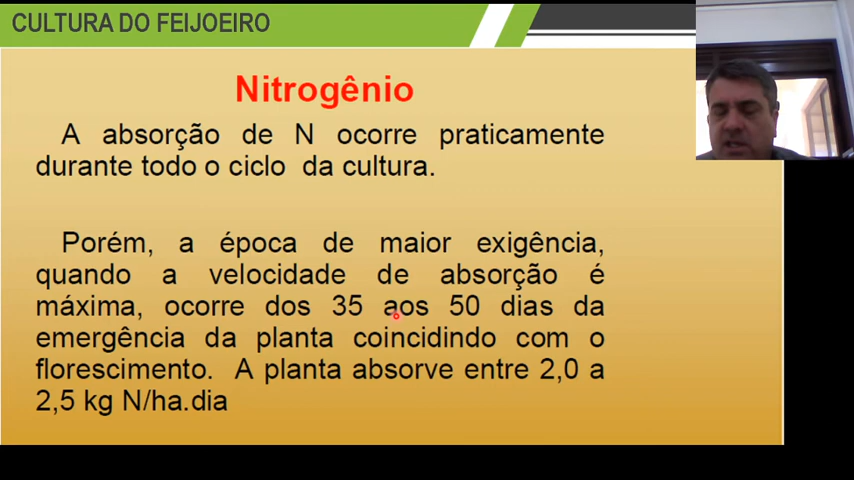 CULTURA DO FEIJOEIRO
Nitrogênio
A absorção de N ocorre praticamente
durante todo o ciclo da cultura.
Porém, a época de maior exigência,
quando a velocidade de absorção é
máxima, ocorre dos 35 aos 50 dias da
emergência da planta coincidindo com o
florescimento. A planta absorve entre 2,0 a
2,5 kg N/ha.dia